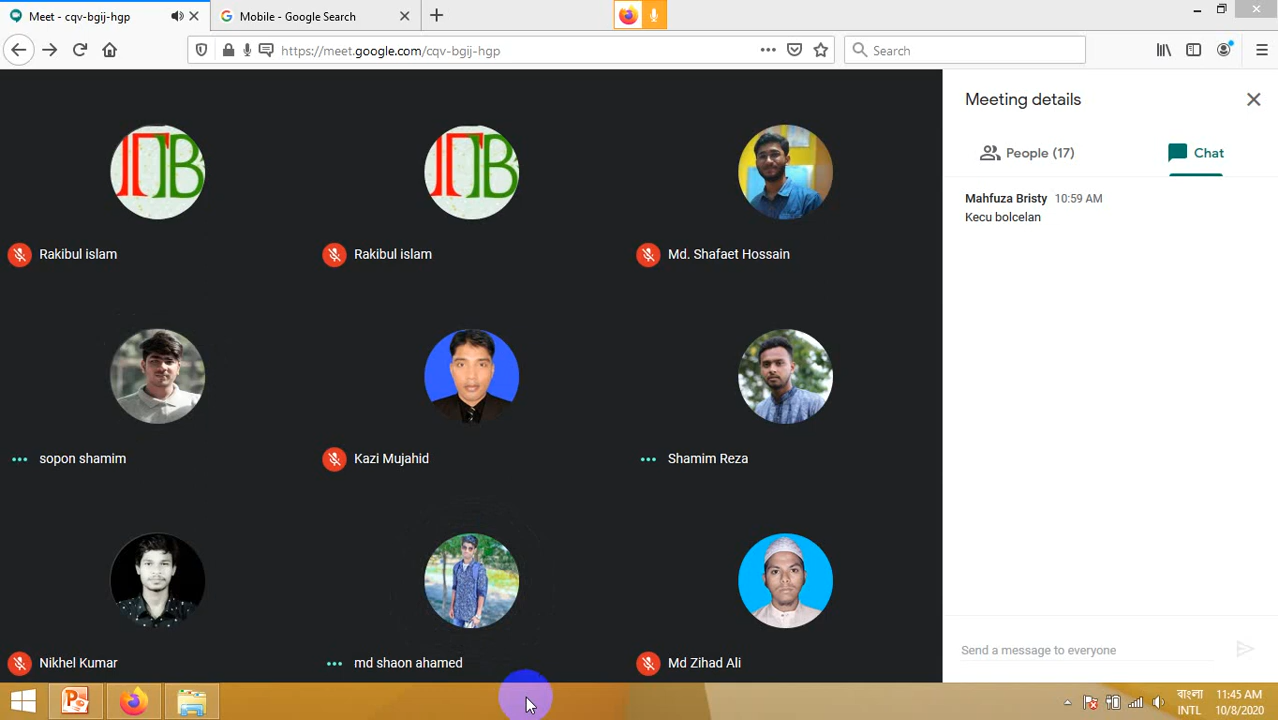 Meet - cqv-bgij-hgp
Mobile - Google Search
https://meet.google.com/cqv-bgij-hgp
Search
Meeting details
People (17)
Chat
Mahfuza Bristy 10:59 AM
Kecu bolcelan
ПB
ПB
Rakibul islam
Rakibul islam
Md. Shafaet Hossain
sopon shamim
Kazi Mujahid
Shamim Reza
Nikhel Kumar
md shaon ahamed
Md Zihad Ali
Send a message to everyone
বাংলা 11:45 AM
INTL 10/8/2020